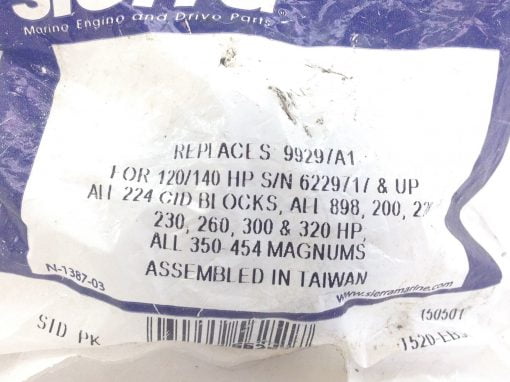 Marine Engine and Drive Parts
REPLACES 99297A1
FOR 120/140 HP S/N 6229717 & UP
ALL 224 CID BLOCKS, ALL 898, 200,
230, 260, 300 & 320 HP,
ALL 350-454 MAGNUMS
ASSEMBLED IN TAIWAN
N-1387-03
www.sierramarine.com
STD PK
150501